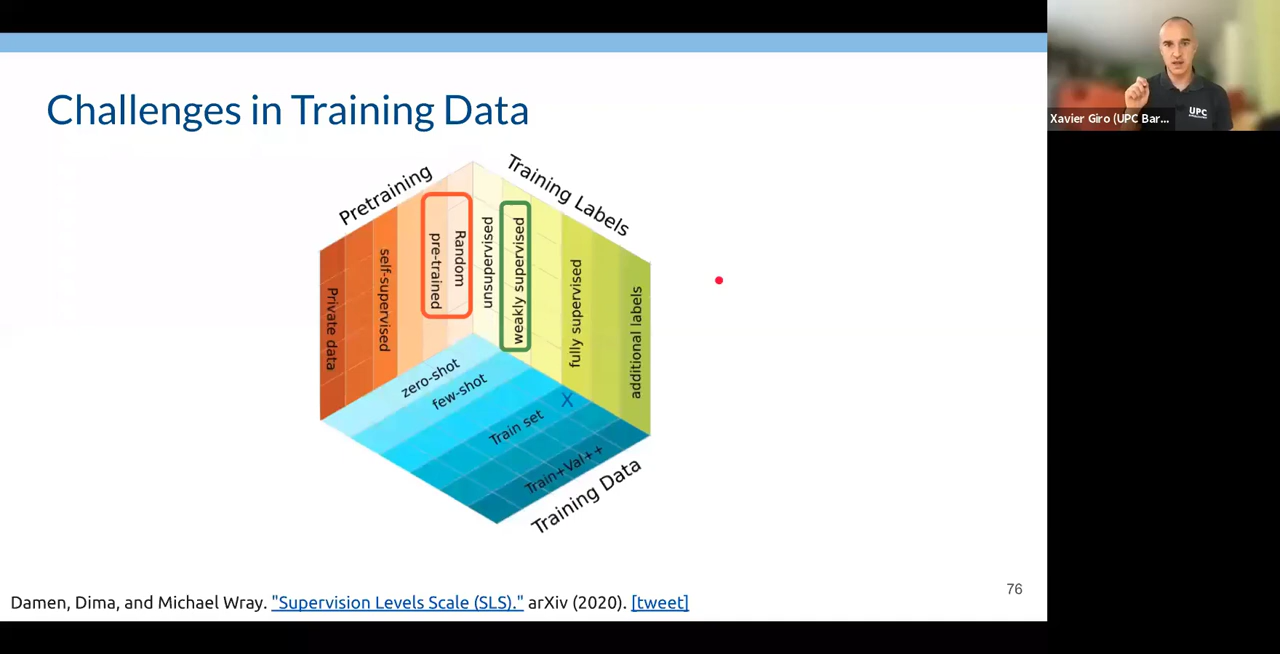 Challenges in Training Data
Pretraining
Training Labels
Private data
self-supervised
pre-trained
Random
unsupervised
weakly supervised
fully supervised
additional labels
zero-shot
few-shot
X
Train set
Train+Val++
Training Data
76
Damen, Dima, and Michael Wray. "Supervision Levels Scale (SLS)." arXiv (2020). [tweet]
UPC
Xavier Giro (UPC Bar...